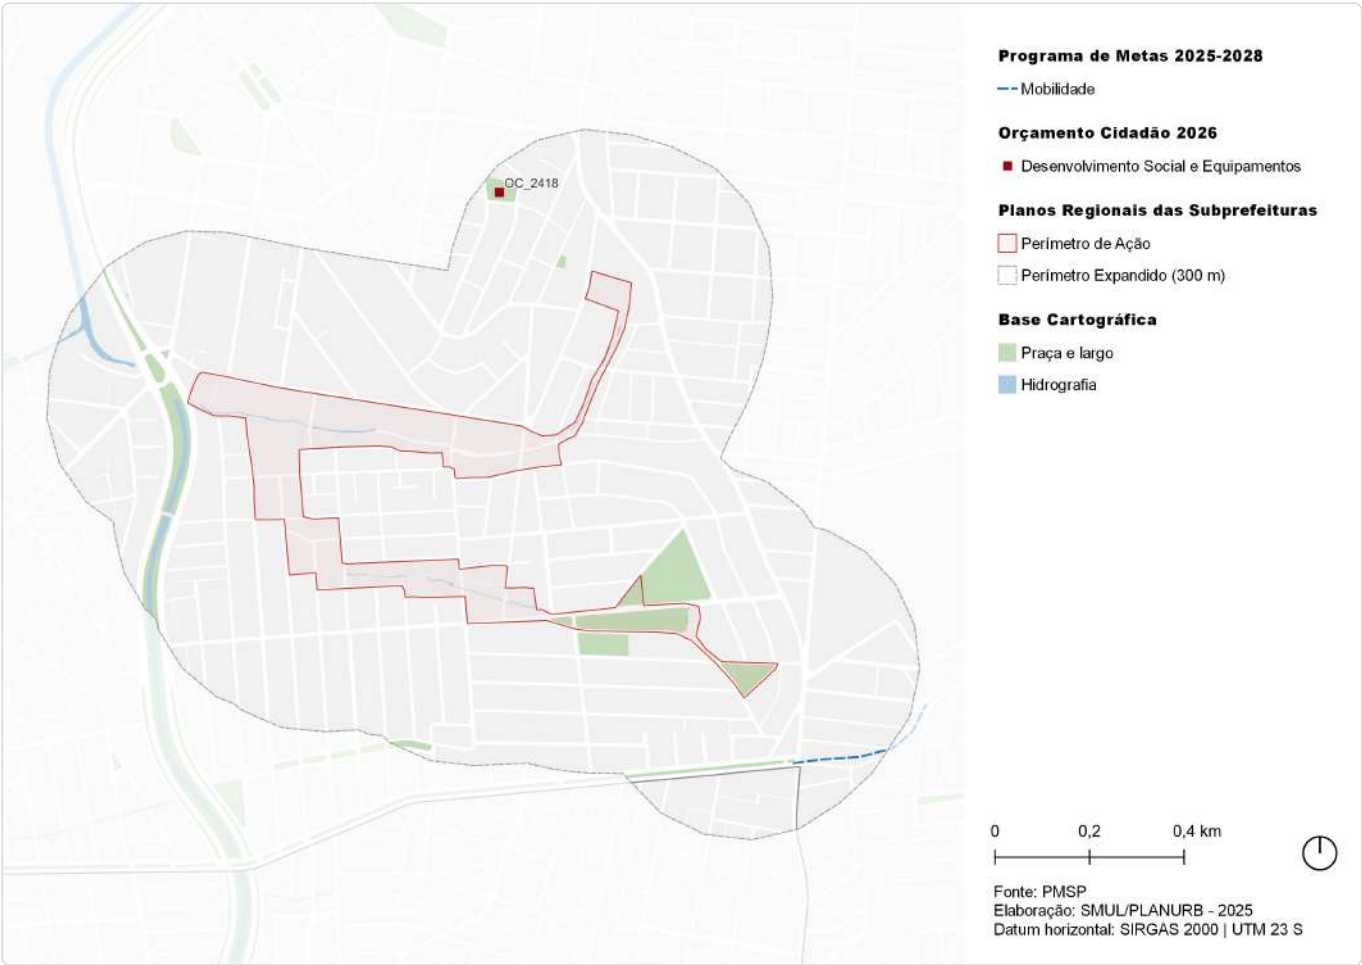 OC_2418
Programa de Metas 2025-2028
Mobilidade
Orçamento Cidadão 2026
Desenvolvimento Social e Equipamentos
Planos Regionais das Subprefeituras
Perímetro de Ação
Perímetro Expandido (300 m)
Base Cartográfica
Praça e largo
Hidrografia
0 0,2 0,4 km
Fonte: PMSP
Elaboração: SMUL/PLANURB - 2025
Datum horizontal: SIRGAS 2000 | UTM 23 S